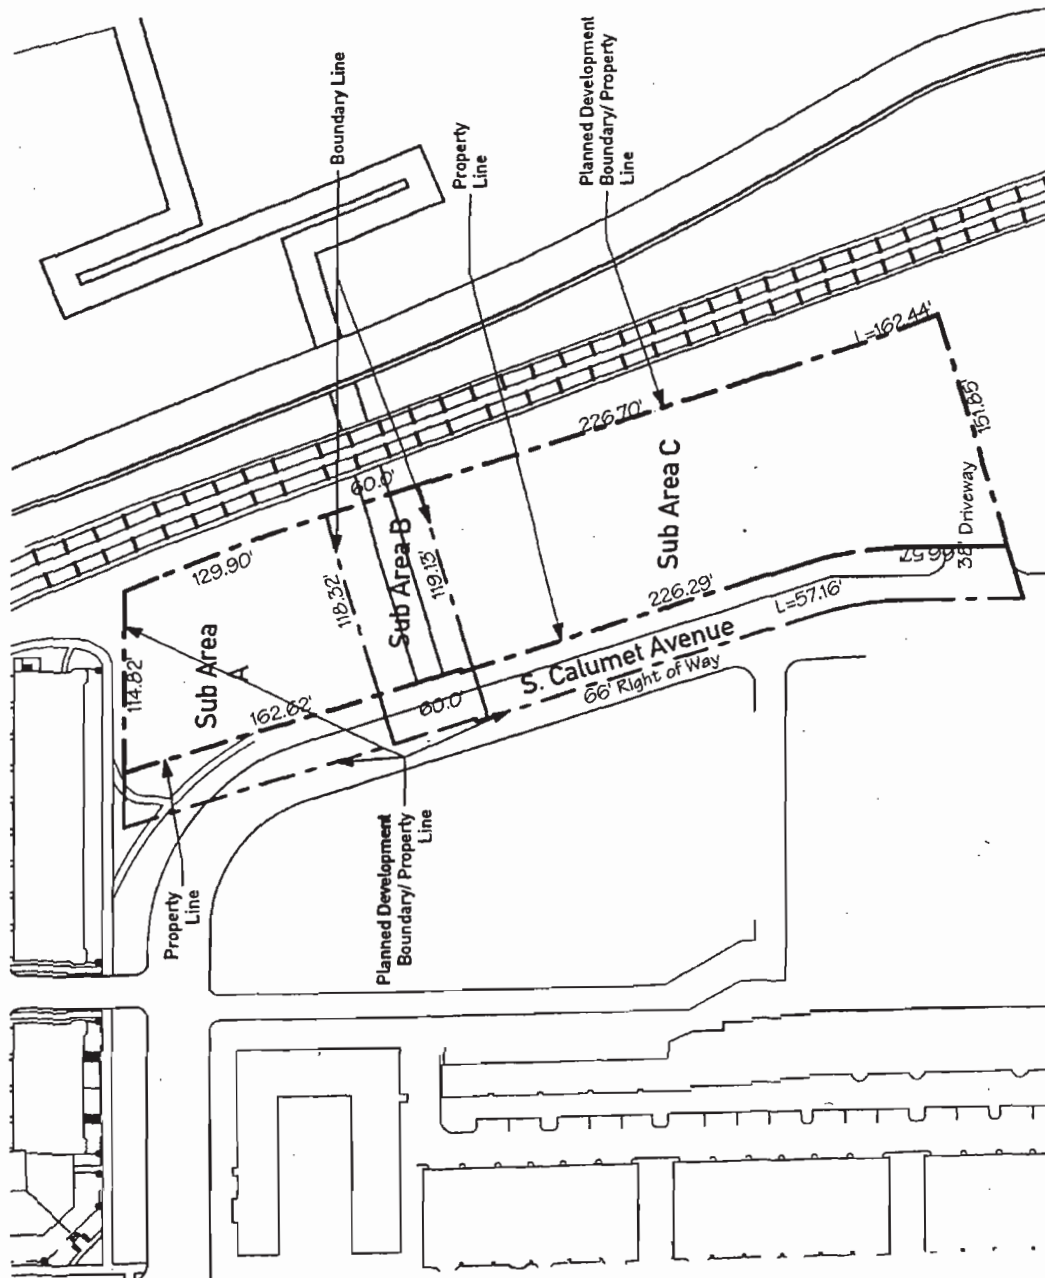 Boundary Line
Property
Line
Planned Development
Boundary/ Property
Line
L=162.44'
226.70'
151.85'
60.0'
129.90'
Sub Area C
38' Driveway
118.32'
Sub Area B
119.13'
66.57
226.29'
L=57.16'
114.82'
Sub Area
A
162.62'
60.0'
S. Calumet Avenue
66' Right of Way
Property
Line
Planned Development
Boundary/ Property
Line